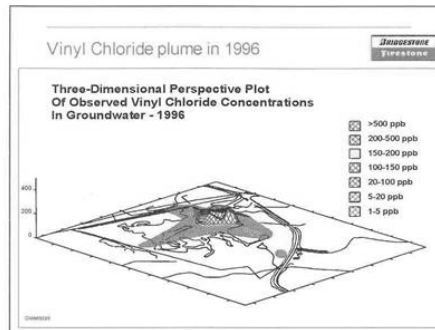 Vinyl Chloride plume in 1996
BRIDGESTONE
Firestone
Three-Dimensional Perspective Plot
Of Observed Vinyl Chloride Concentrations
In Groundwater - 1996
>500 ppb
200-500 ppb
150-200 ppb
100-150 ppb
20-100 ppb
5-20 ppb
1-5 ppb
400
200
0